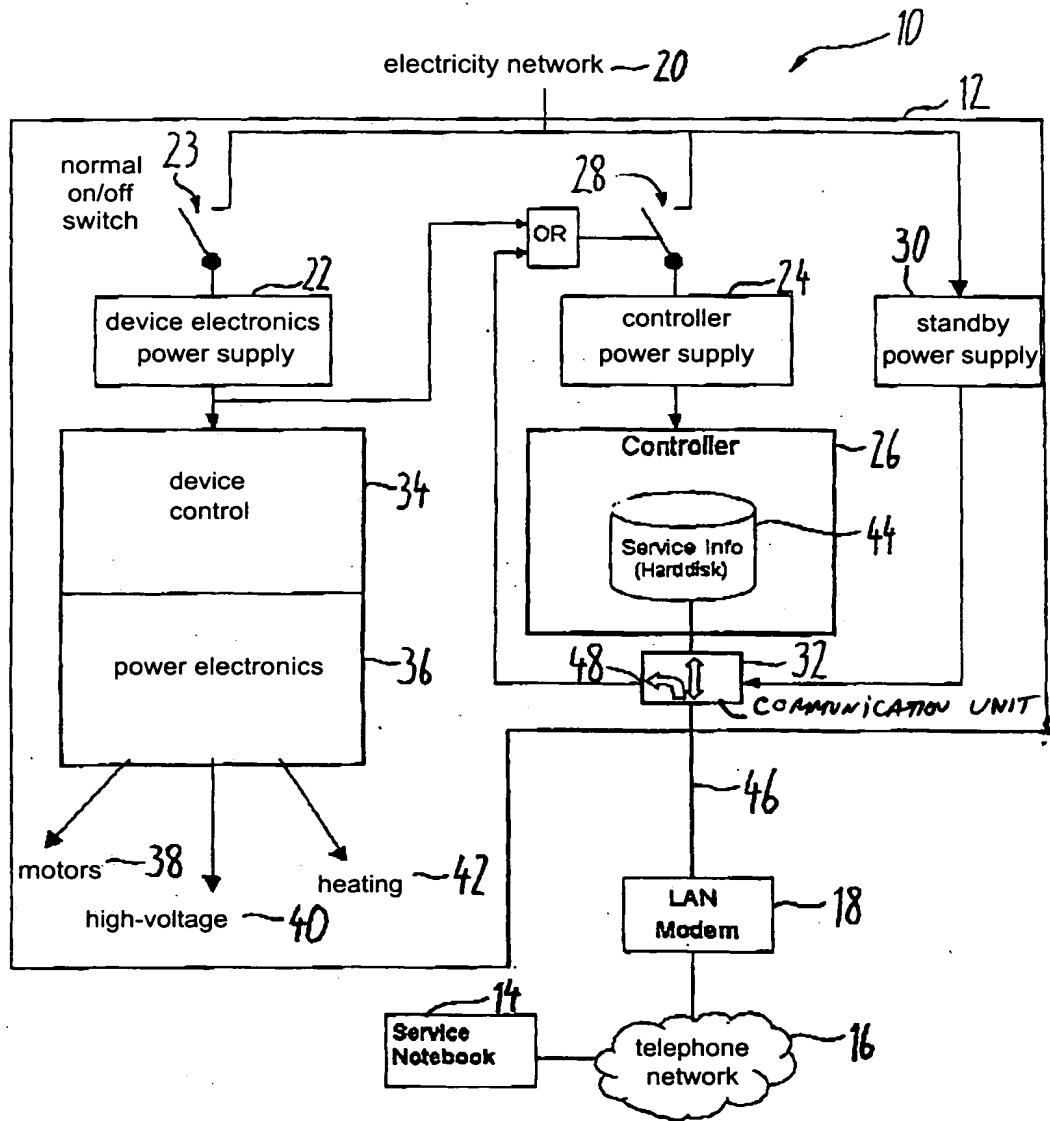 10
electricity network 20
12
normal
on/off
switch
23
28
OR
30
22
device electronics
power supply
24
controller
power supply
standby
power supply
Controller
26
device
control
34
Service Info
(Harddisk)
44
power electronics
36
48
32
COMMUNICATION UNIT
46
motors 38
high-voltage 40
heating 42
LAN
Modem
18
14
Service
Notebook
telephone
network
16